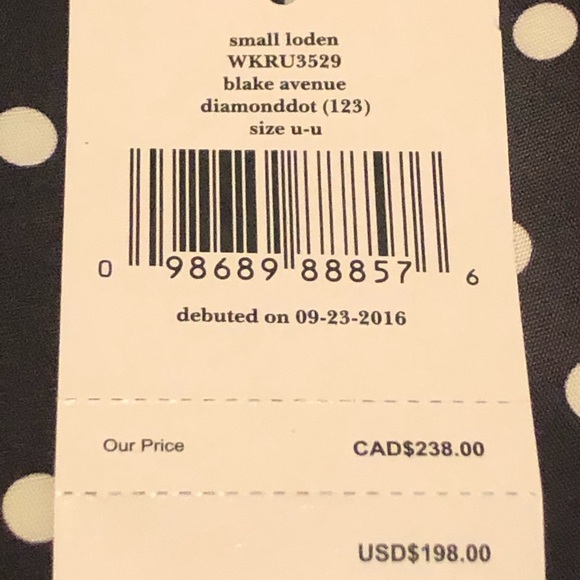 small loden
WKRU3529
blake avenue
diamonddot (123)
size u-u
0 98689 88857 6
debuted on 09-23-2016
Our Price CAD$238.00
USD$198.00